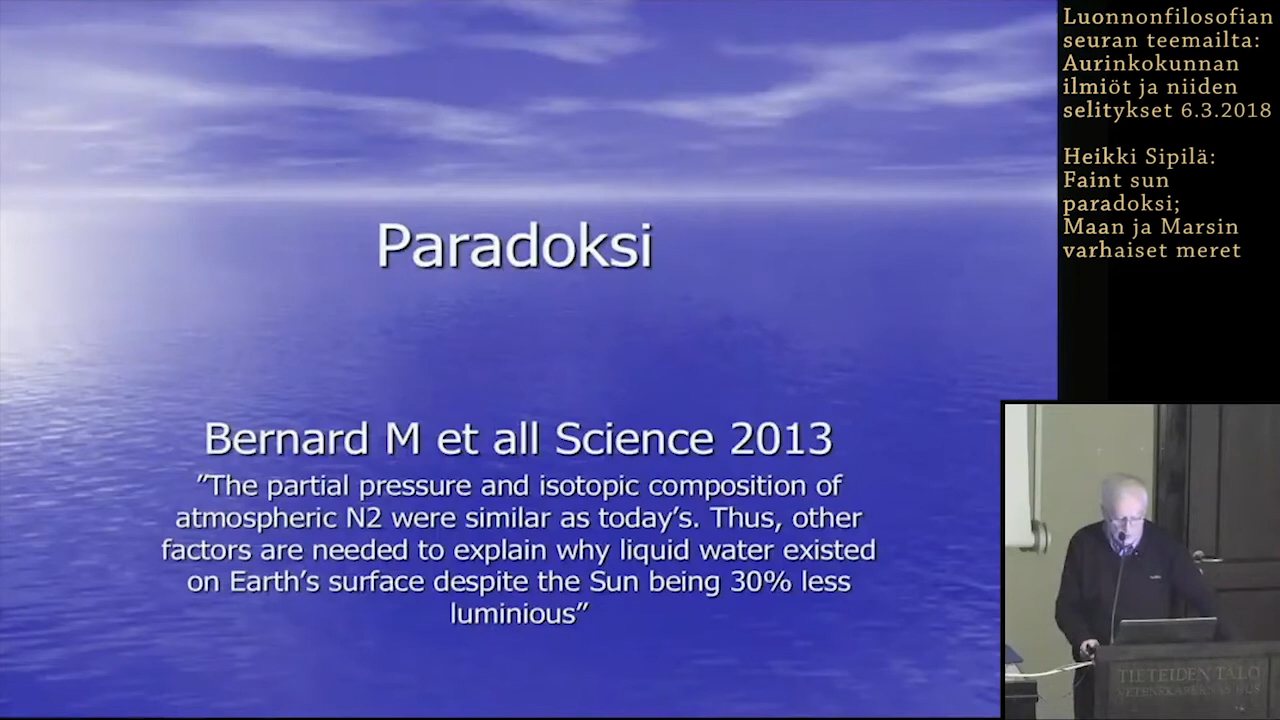 Paradoksi
Bernard M et all Science 2013
”The partial pressure and isotopic composition of
atmospheric N2 were similar as today’s. Thus, other
factors are needed to explain why liquid water existed
on Earth’s surface despite the Sun being 30% less
luminious”
Luonnonfilosofian
seuran teemailta:
Aurinkokunnan
ilmiöt ja niiden
selitykset 6.3.2018
Heikki Sipilä:
Faint sun
paradoksi;
Maan ja Marsin
varhaiset meret
TIETEIDEN TALO
VETENSKAPERNAS HUS